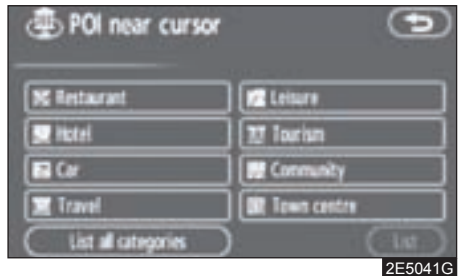 POI near cursor
Restaurant
Leisure
Hotel
Tourism
Car
Community
Travel
Town centre
List all categories
List
2E5041G